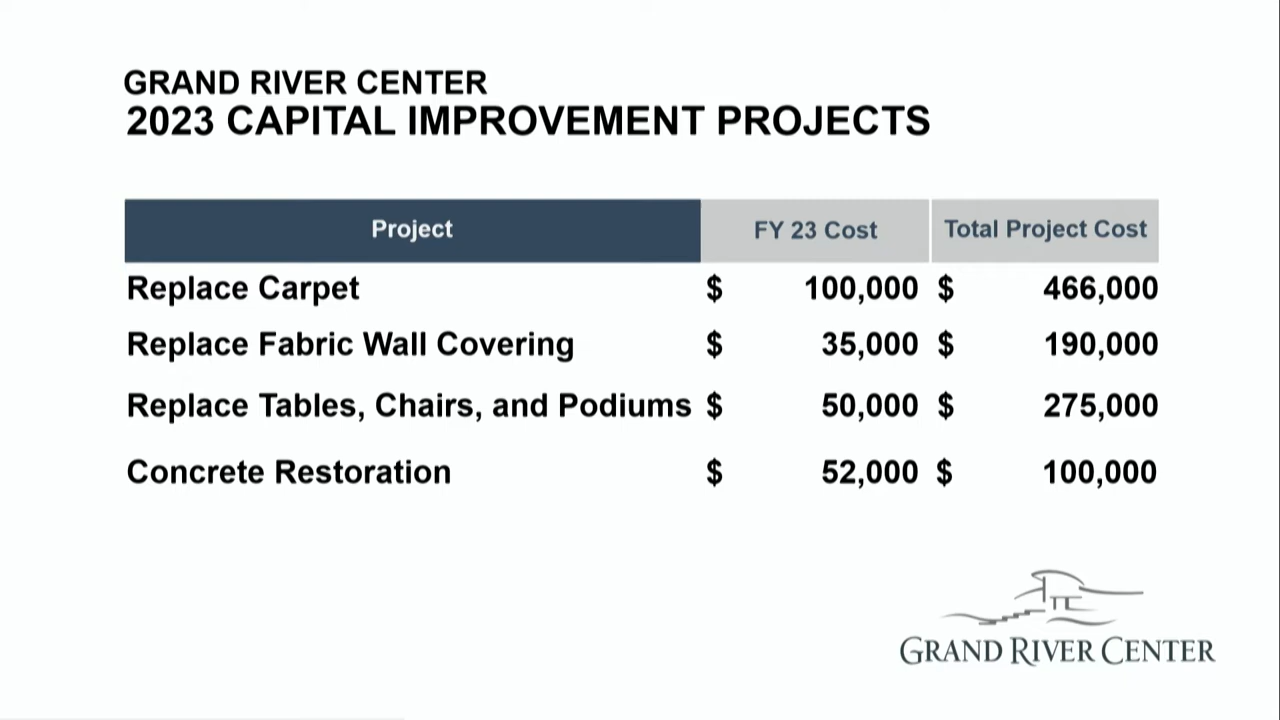 GRAND RIVER CENTER
2023 CAPITAL IMPROVEMENT PROJECTS
Project FY 23 Cost Total Project Cost
Replace Carpet $ 100,000 $ 466,000
Replace Fabric Wall Covering $ 35,000 $ 190,000
Replace Tables, Chairs, and Podiums $ 50,000 $ 275,000
Concrete Restoration $ 52,000 $ 100,000
GRAND RIVER CENTER